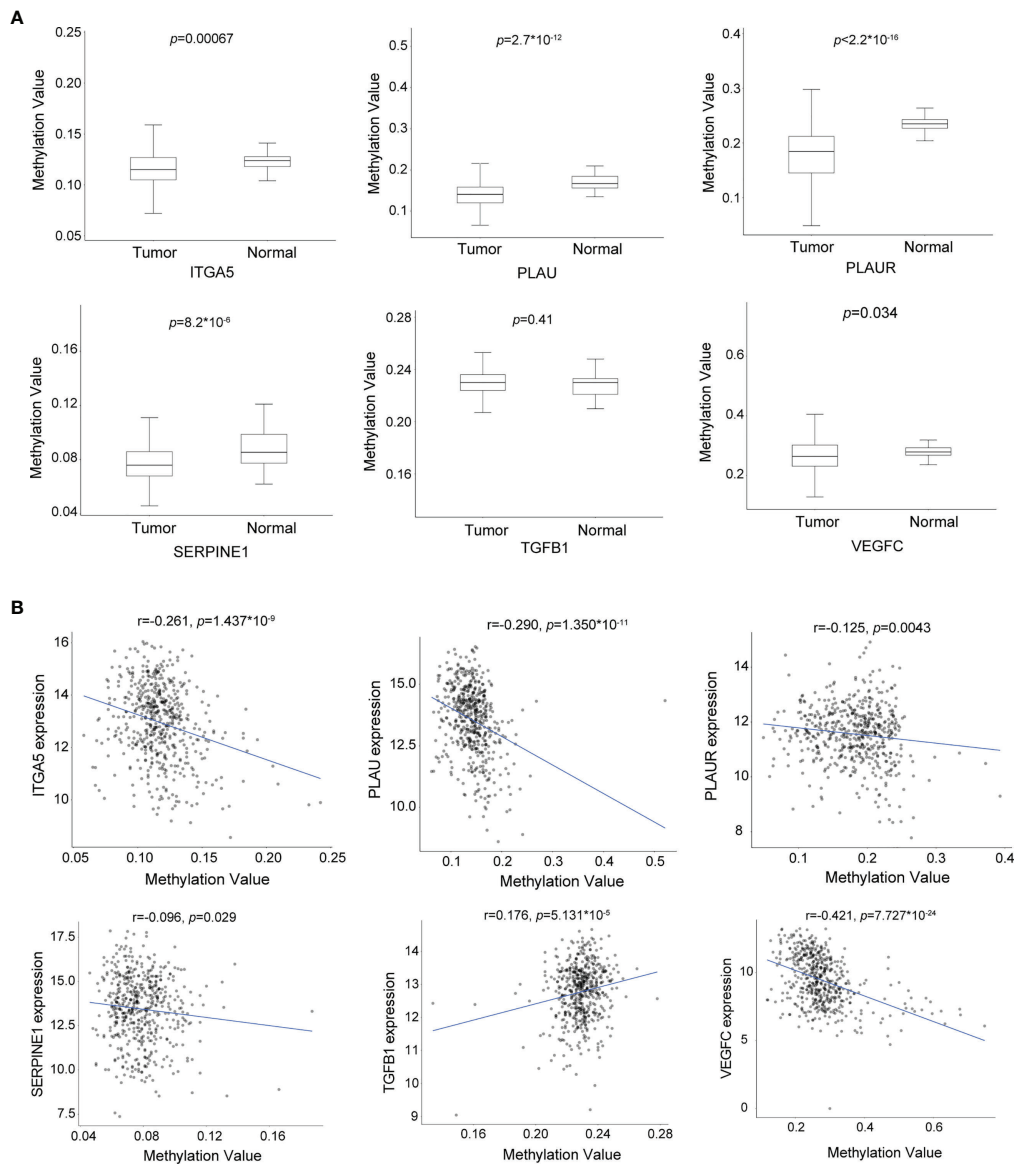 A
p=0.00067
0.25
0.20
0.15
0.10
0.05
Methylation Value
Tumor Normal
ITGA5
p=2.7*10-12
0.5
0.4
0.3
0.2
0.1
Methylation Value
Tumor Normal
PLAU
p<2.2*10-16
0.4
0.3
0.2
0.1
Methylation Value
Tumor Normal
PLAUR
p=8.2*10-6
0.16
0.12
0.08
0.04
Methylation Value
Tumor Normal
SERPINE1
p=0.41
0.28
0.24
0.20
0.16
Methylation Value
Tumor Normal
TGFB1
p=0.034
0.6
0.4
0.2
Methylation Value
Tumor Normal
VEGFC
B
r=-0.261, p=1.437*10-9
16
14
12
10
ITGA5 expression
0.05 0.10 0.15 0.20 0.25
Methylation Value
r=-0.290, p=1.350*10-11
15.0
12.5
10.0
PLAU expression
0.1 0.2 0.3 0.4 0.5
Methylation Value
r=-0.125, p=0.0043
14
12
10
8
PLAUR expression
0.1 0.2 0.3 0.4
Methylation Value
r=-0.096, p=0.029
17.5
15.0
12.5
10.0
7.5
SERPINE1 expression
0.04 0.08 0.12 0.16
Methylation Value
r=0.176, p=5.131*10-5
14
13
12
11
10
9
TGFB1 expression
0.16 0.20 0.24 0.28
Methylation Value
r=-0.421, p=7.727*10-24
10
5
0
VEGFC expression
0.2 0.4 0.6
Methylation Value